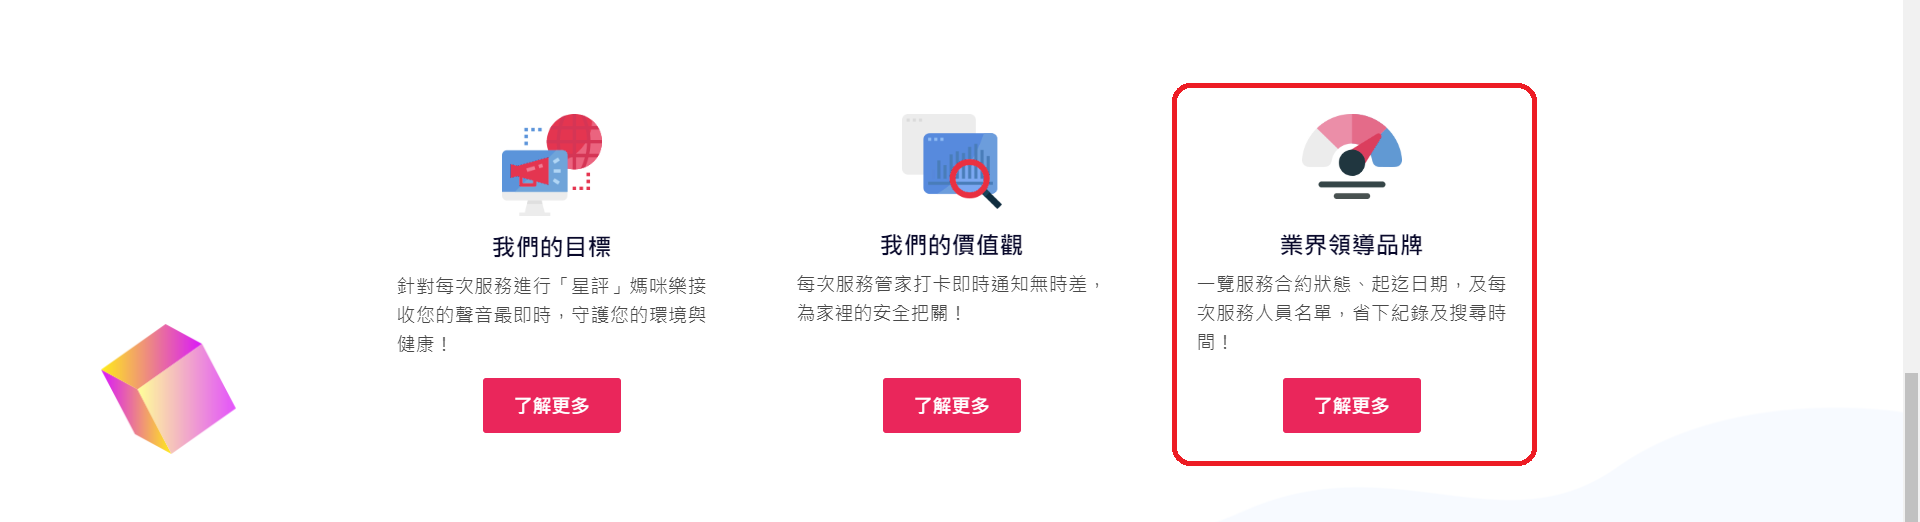 我們的目標
針對每次服務進行「星評」媽咪樂接
收您的聲音最即時，守護您的環境與
健康！
了解更多
我們的價值觀
每次服務管家打卡即時通知無時差，
為家裡的安全把關！
了解更多
業界領導品牌
一覽服務合約狀態、起迄日期，及每
次服務人員名單，省下紀錄及搜尋時
間！
了解更多